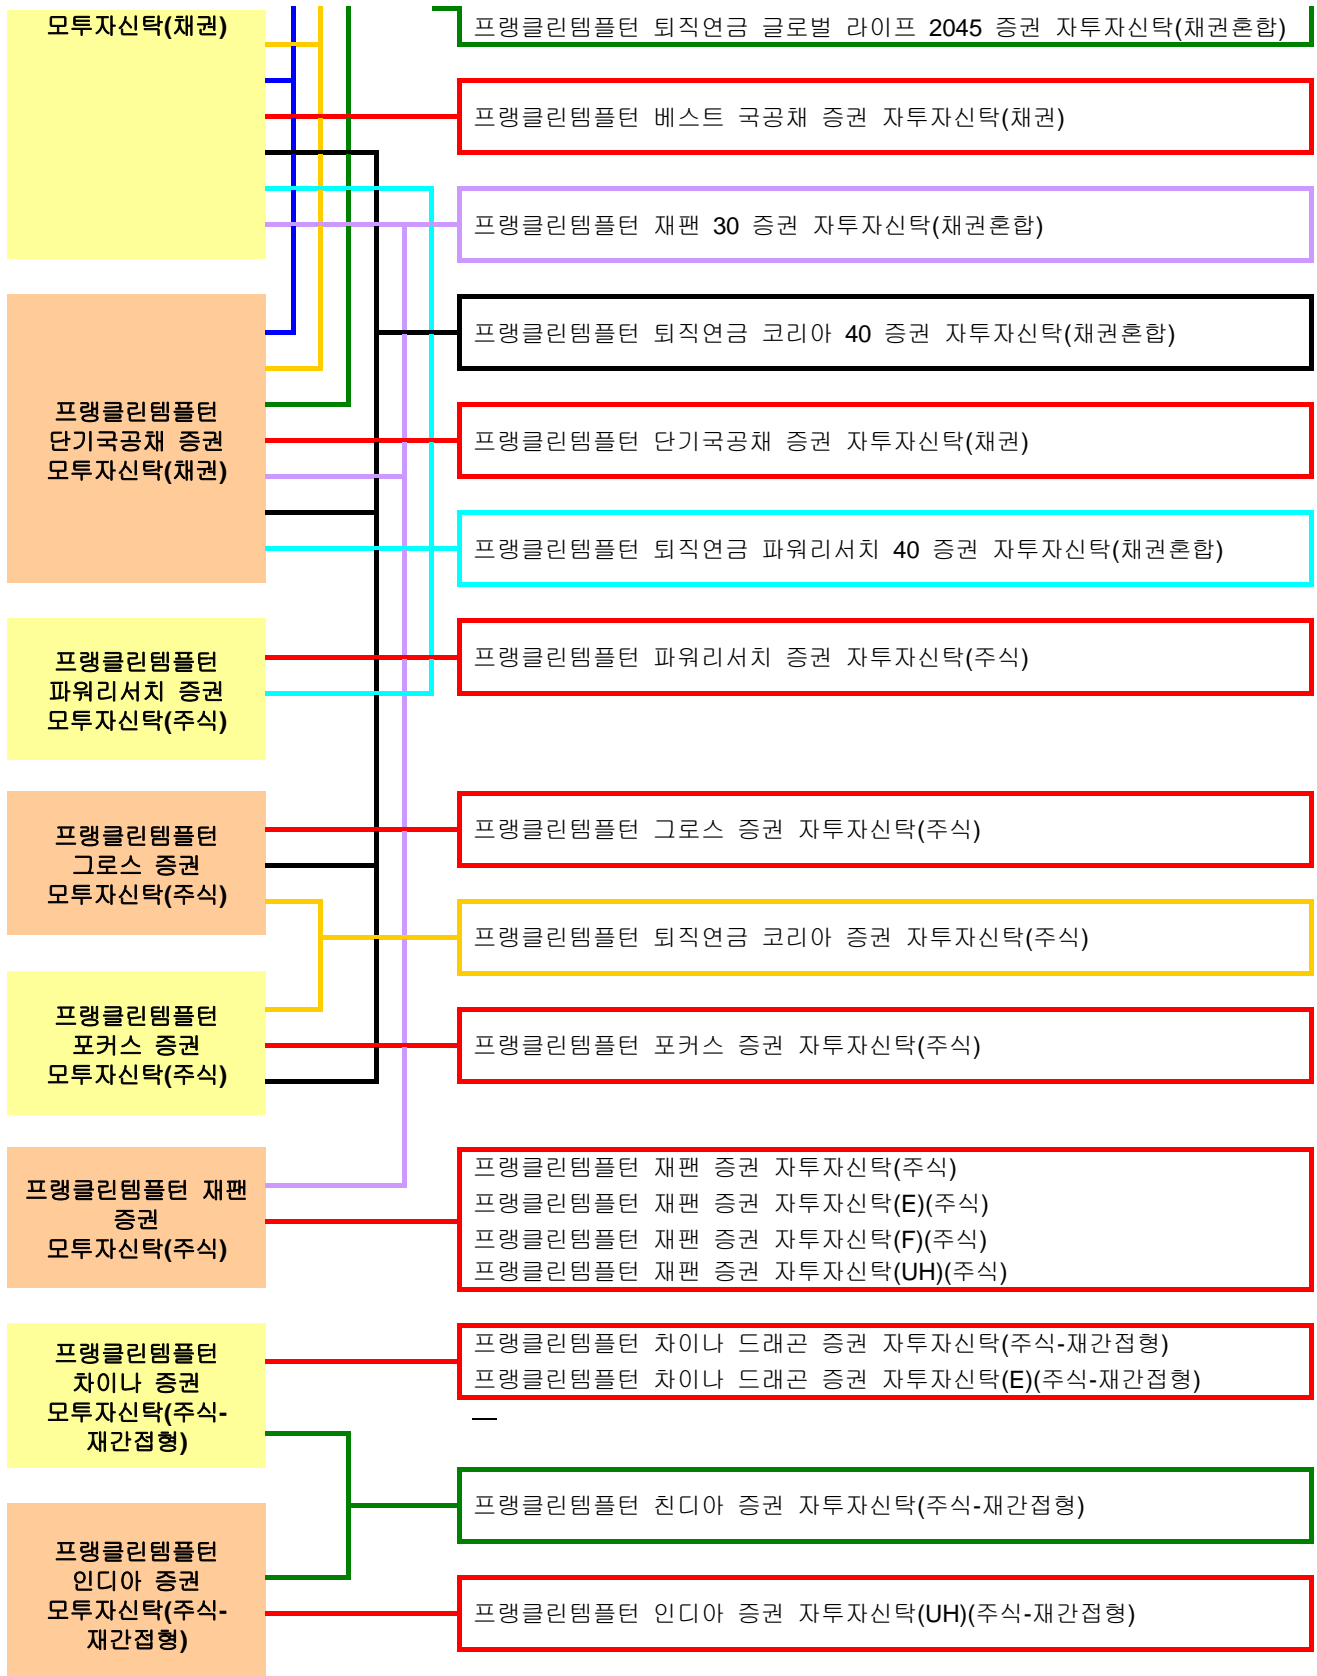 모투자신탁(채권)
프랭클린템플턴 퇴직연금 글로벌 라이프 2045 증권 자투자신탁(채권혼합)
프랭클린템플턴 베스트 국공채 증권 자투자신탁(채권)
프랭클린템플턴 재팬 30 증권 자투자신탁(채권혼합)
프랭클린템플턴 퇴직연금 코리아 40 증권 자투자신탁(채권혼합)
프랭클린템플턴
단기국공채 증권
모투자신탁(채권)
프랭클린템플턴 단기국공채 증권 자투자신탁(채권)
프랭클린템플턴 퇴직연금 파워리서치 40 증권 자투자신탁(채권혼합)
프랭클린템플턴
파워리서치 증권
모투자신탁(주식)
프랭클린템플턴 파워리서치 증권 자투자신탁(주식)
프랭클린템플턴
그로스 증권
모투자신탁(주식)
프랭클린템플턴 그로스 증권 자투자신탁(주식)
프랭클린템플턴 퇴직연금 코리아 증권 자투자신탁(주식)
프랭클린템플턴
포커스 증권
모투자신탁(주식)
프랭클린템플턴 포커스 증권 자투자신탁(주식)
프랭클린템플턴 재팬
증권
모투자신탁(주식)
프랭클린템플턴 재팬 증권 자투자신탁(주식)
프랭클린템플턴 재팬 증권 자투자신탁(E)(주식)
프랭클린템플턴 재팬 증권 자투자신탁(F)(주식)
프랭클린템플턴 재팬 증권 자투자신탁(UH)(주식)
프랭클린템플턴
차이나 증권
모투자신탁(주식-
재간접형)
프랭클린템플턴 차이나 드래곤 증권 자투자신탁(주식-재간접형)
프랭클린템플턴 차이나 드래곤 증권 자투자신탁(E)(주식-재간접형)
프랭클린템플턴 친디아 증권 자투자신탁(주식-재간접형)
프랭클린템플턴
인디아 증권
모투자신탁(주식-
재간접형)
프랭클린템플턴 인디아 증권 자투자신탁(UH)(주식-재간접형)